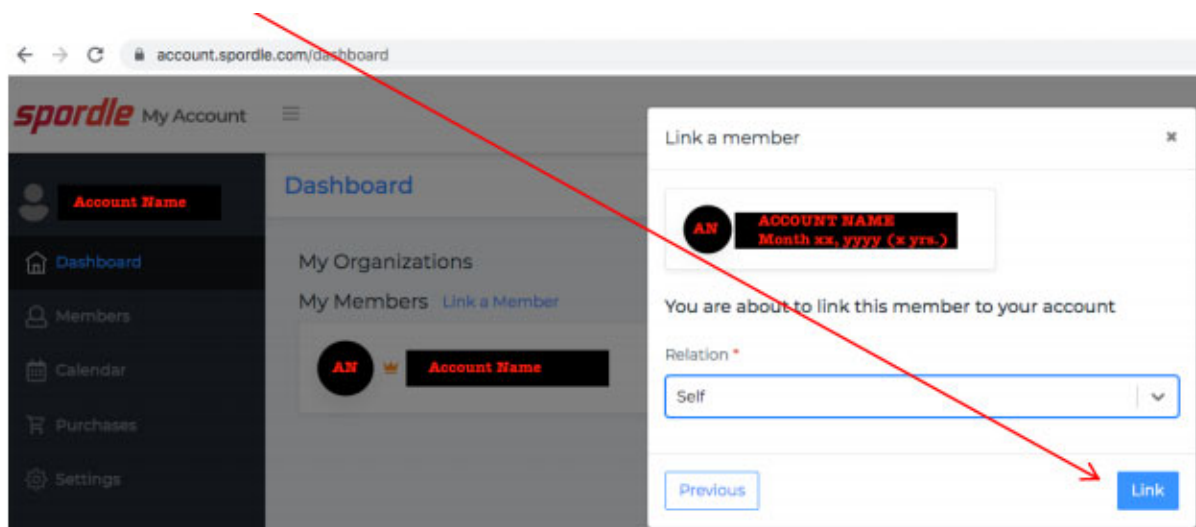 account.spordle.com/dashboard
spordle My Account
Account Name
Dashboard
Members
Calendar
Purchases
Settings
Dashboard
My Organizations
My Members Link a Member
AN Account Name
Link a member
AN ACCOUNT NAME
Month xx, yyyy (x yrs.)
You are about to link this member to your account
Relation *
Self
Previous Link